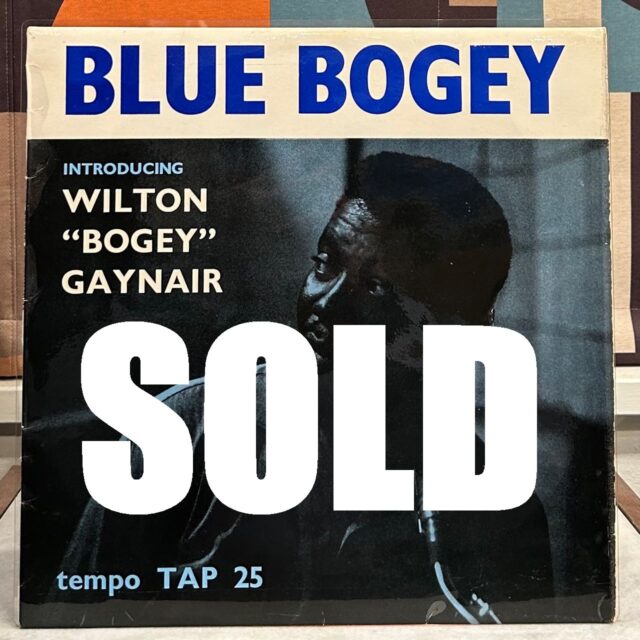 BLUE BOGEY
INTRODUCING
WILTON
“BOGEY”
GAYNAIR
SOLD
tempo TAP 25